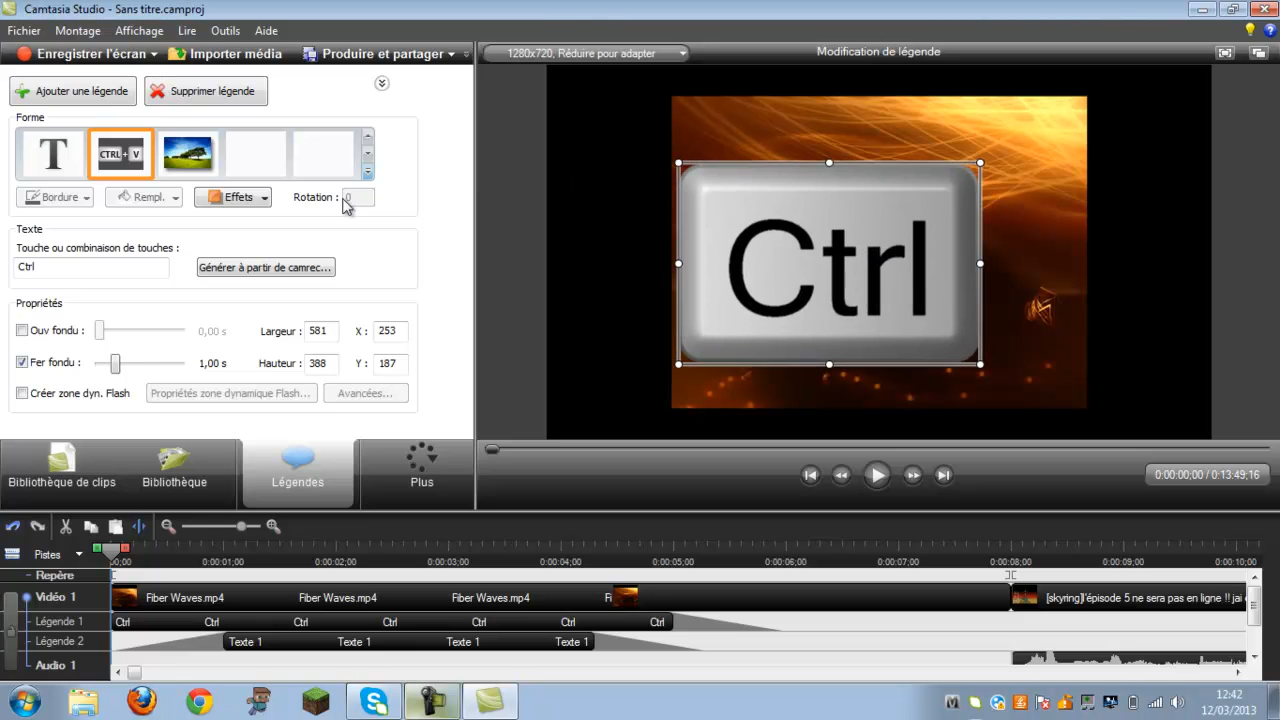 Camtasia Studio - Sans titre.camproj
Fichier Montage Affichage Lire Outils Aide
Enregistrer l'écran Importer média Produire et partager
1280x720, Réduire pour adapter
Modification de légende
Ajouter une légende
Supprimer légende
Forme
T
CTRL + V
Bordure
Rempl.
Effets
Rotation : 0
Texte
Touche ou combinaison de touches :
Ctrl
Générer à partir de camrec...
Propriétés
Ouv fondu : 0,00 s Largeur : 581 X : 253
Fer fondu : 1,00 s Hauteur : 388 Y : 187
Créer zone dyn. Flash
Propriétés zone dynamique Flash...
Avancées...
Ctrl
Bibliothèque de clips
Bibliothèque
Légendes
Plus
0:00:00;00 / 0:13:49;16
Pistes
00;00 0:00:01;00 0:00:02;00 0:00:03;00 0:00:04;00 0:00:05;00 0:00:06;00 0:00:07;00 0:00:08;00 0:00:09;00 0:00:10;00
Repère
Vidéo 1 Fiber Waves.mp4 Fiber Waves.mp4 Fiber Waves.mp4 Fi [skyring]l'épisode 5 ne sera pas en ligne !! jai
Légende 1 Ctrl Ctrl Ctrl Ctrl Ctrl Ctrl Ctrl
Légende 2 Texte 1 Texte 1 Texte 1 Texte 1
Audio 1
12:42
12/03/2013